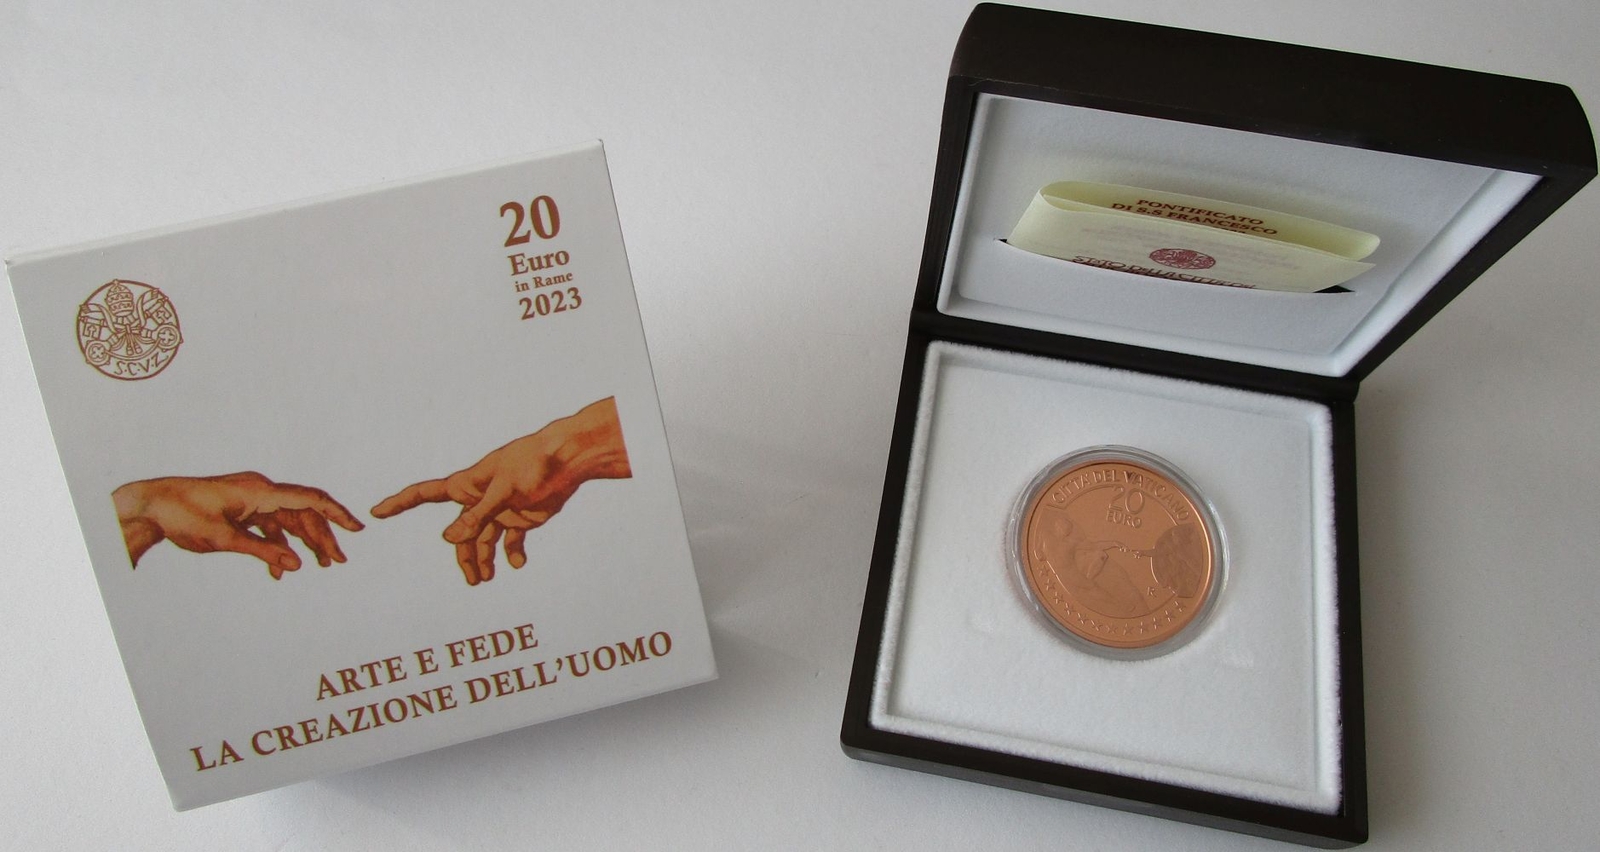 20
Euro
in Rame
2023
S.C.V.Z.
ARTE E FEDE
LA CREAZIONE DELL'UOMO
PONTIFICATO
DI S.S FRANCESCO
CITTÀ DEL VATICANO
20
EURO
R